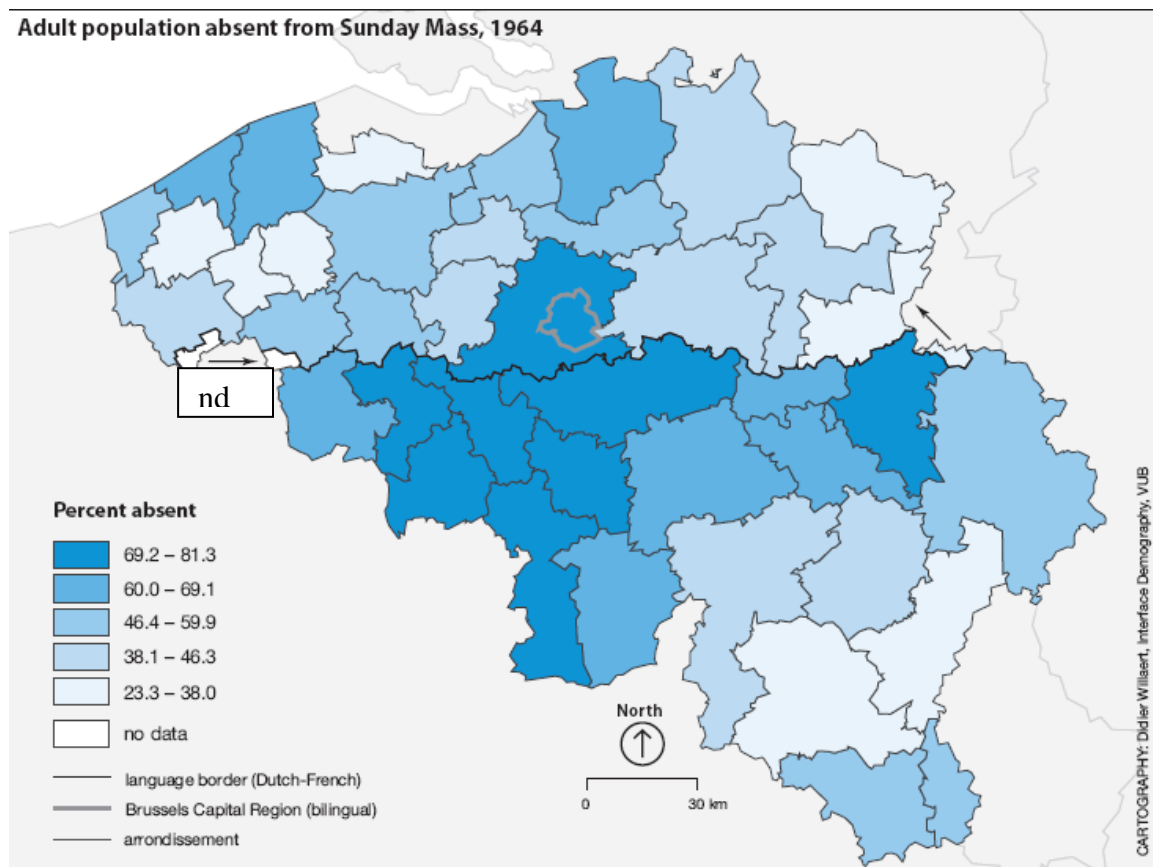 Adult population absent from Sunday Mass, 1964
nd
Percent absent
69.2 – 81.3
60.0 – 69.1
46.4 – 59.9
38.1 – 46.3
23.3 – 38.0
no data
language border (Dutch-French)
Brussels Capital Region (bilingual)
arrondissement
North
0 30 km
CARTOGRAPHY: Didier Willaert, Interface Demography, VUB